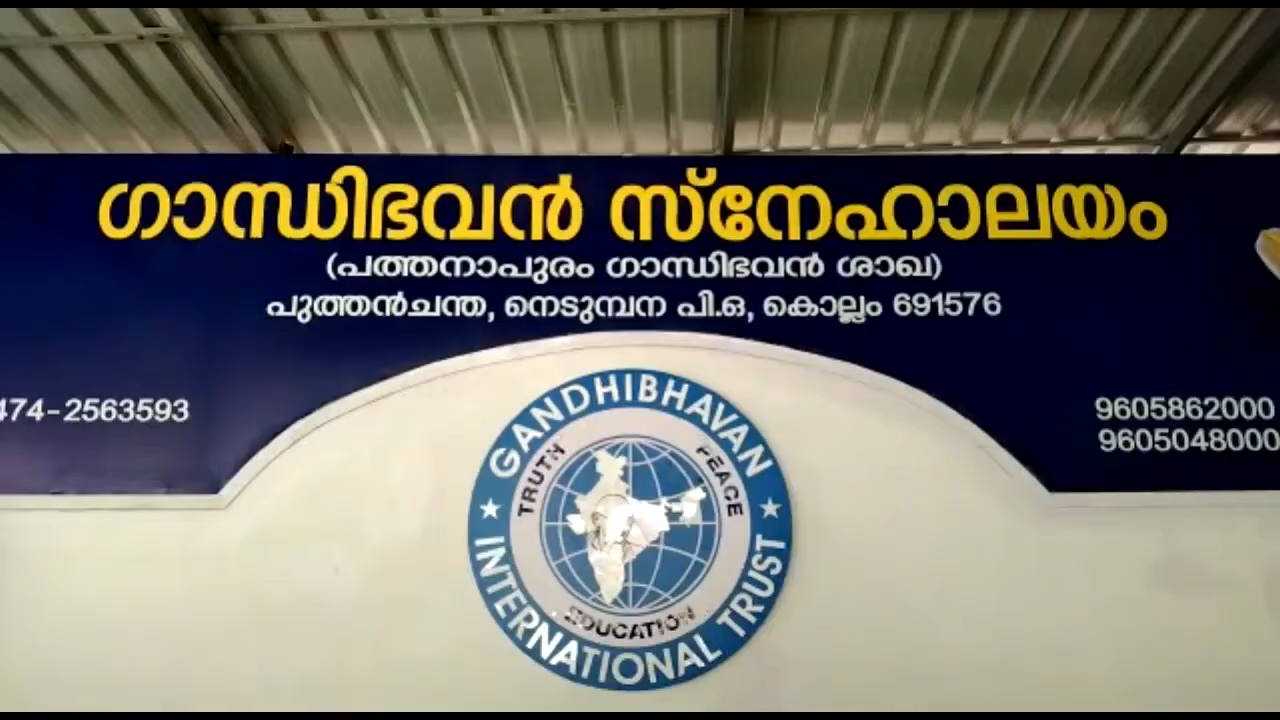 ഗാന്ധിഭവൻ സ്നേഹാലയം
(പത്തനാപുരം ഗാന്ധിഭവൻ ശാഖ)
പുത്തൻചന്ത, നെടുമ്പന പി.ഒ, കൊല്ലം 691576
474-2563593
9605862000
9605048000
GANDHIBHAVAN
TRUTH
PEACE
EDUCATION
INTERNATIONAL TRUST